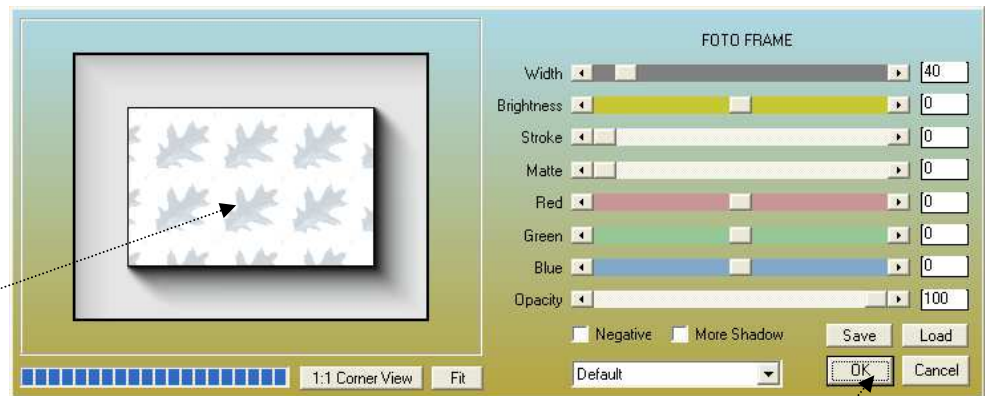 FOTO FRAME
Width 40
Brightness 0
Stroke 0
Matte 0
Red 0
Green 0
Blue 0
Opacity 100
Negative More Shadow Save Load
1:1 Corner View Fit Default OK Cancel